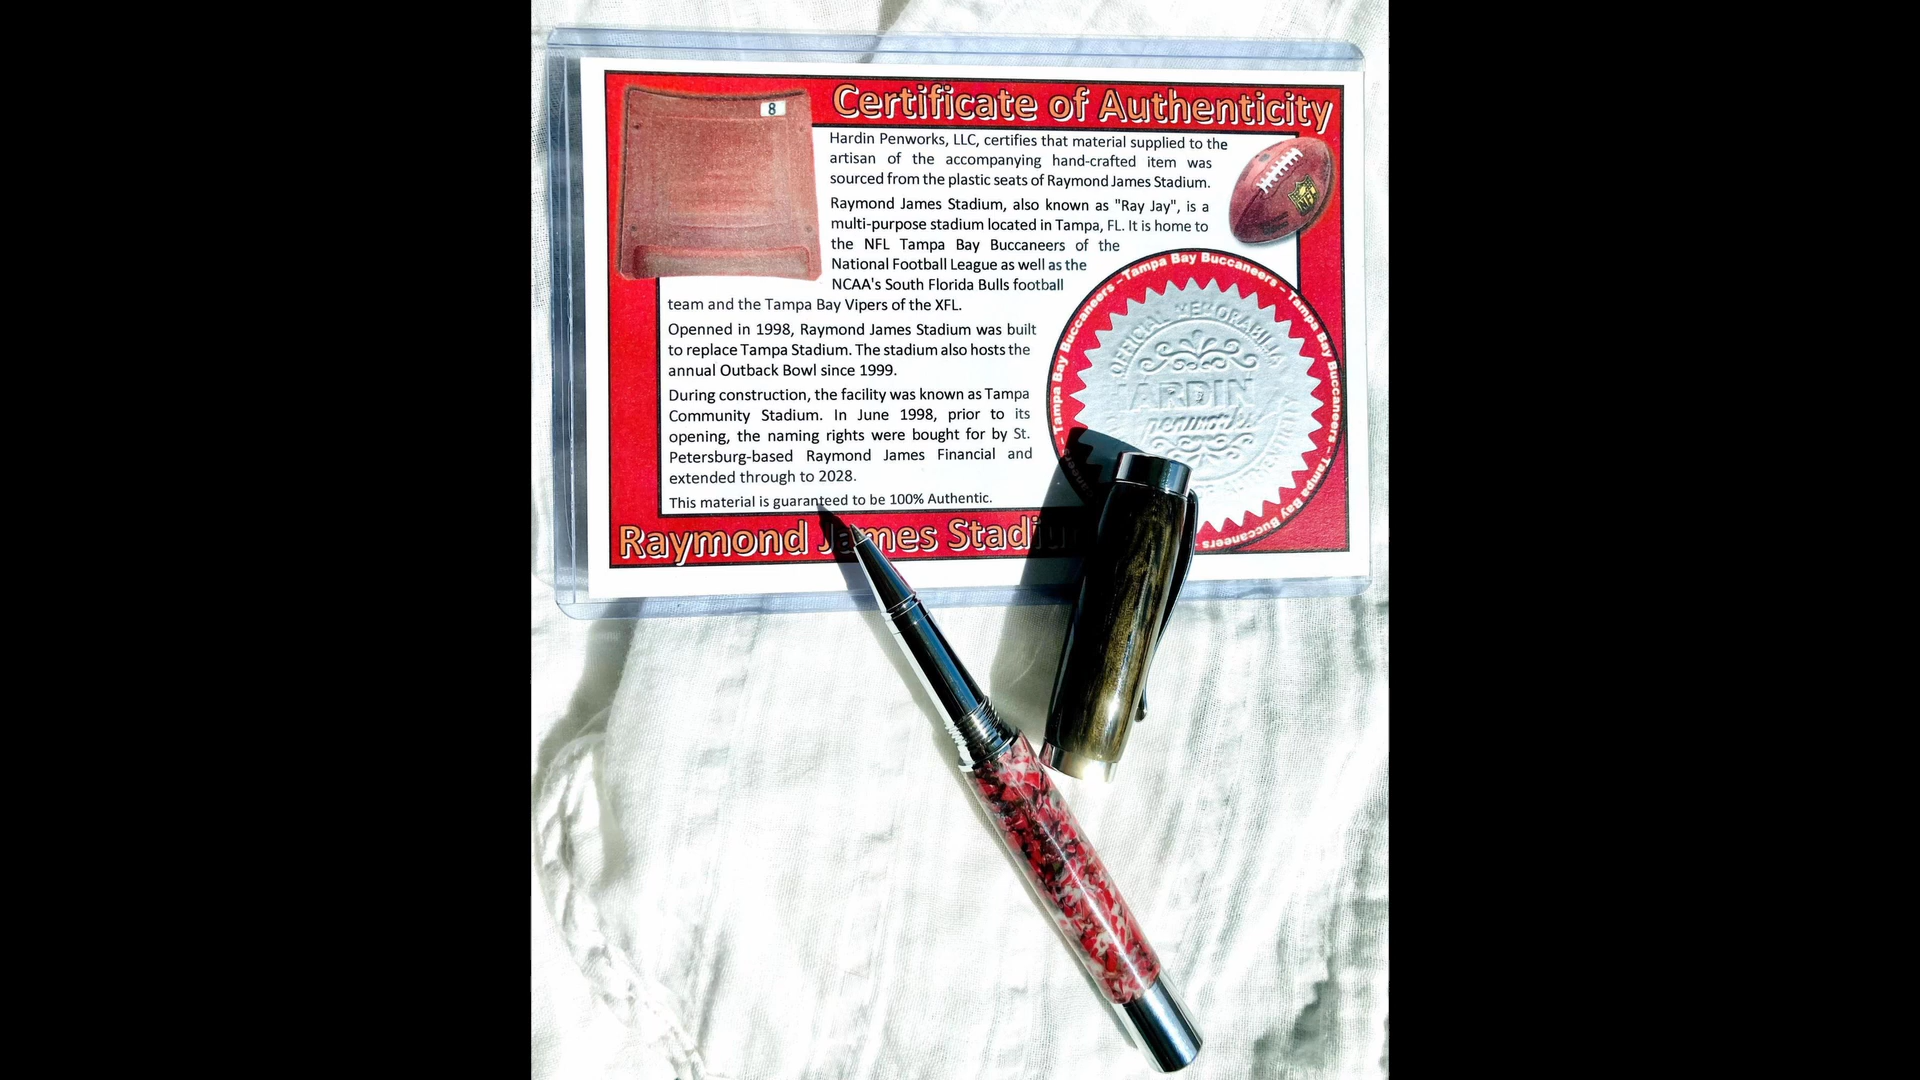 Certificate of Authenticity
8
Hardin Penworks, LLC, certifies that material supplied to the
artisan of the accompanying hand-crafted item was
sourced from the plastic seats of Raymond James Stadium.
Raymond James Stadium, also known as "Ray Jay", is a
multi-purpose stadium located in Tampa, FL. It is home to
the NFL Tampa Bay Buccaneers of the
National Football League as well as the
NCAA's South Florida Bulls football
team and the Tampa Bay Vipers of the XFL.
Openned in 1998, Raymond James Stadium was built
to replace Tampa Stadium. The stadium also hosts the
annual Outback Bowl since 1999.
During construction, the facility was known as Tampa
Community Stadium. In June 1998, prior to its
opening, the naming rights were bought for by St.
Petersburg-based Raymond James Financial and
extended through to 2028.
This material is guaranteed to be 100% Authentic.
NFL
Tampa Bay Buccaneers - Tampa Bay Buccaneers - Tampa Bay Buccaneers - Tampa Bay Buccaneers -
OFFICIAL MEMORABILIA
HARDIN
penworks
Raymond James Stadiu